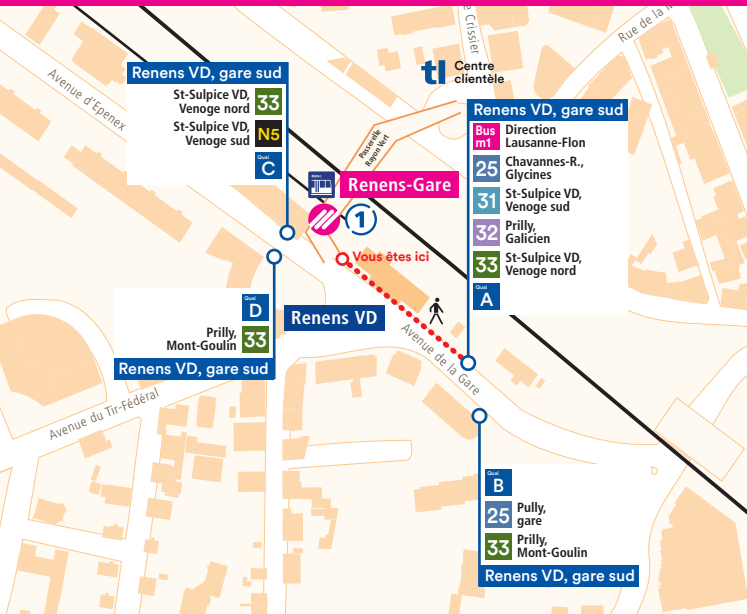 Avenue d'Epenex
Renens VD, gare sud
St-Sulpice VD,
Venoge nord
33
St-Sulpice VD,
Venoge sud
N5
Quai
C
tl Centre
clientèle
Passerelle
Rayon Vert
Renens-Gare
1
Vous êtes ici
Renens VD, gare sud
Bus
m1
Direction
Lausanne-Flon
25
Chavannes-R.,
Glycines
31
St-Sulpice VD,
Venoge sud
32
Prilly,
Galicien
33
St-Sulpice VD,
Venoge nord
Quai
A
Quai
D
Prilly,
Mont-Goulin
33
Renens VD, gare sud
Renens VD
Avenue de la Gare
Avenue du Tir-Fédéral
Quai
B
25
Pully,
gare
33
Prilly,
Mont-Goulin
Renens VD, gare sud
Crissier
Rue de la